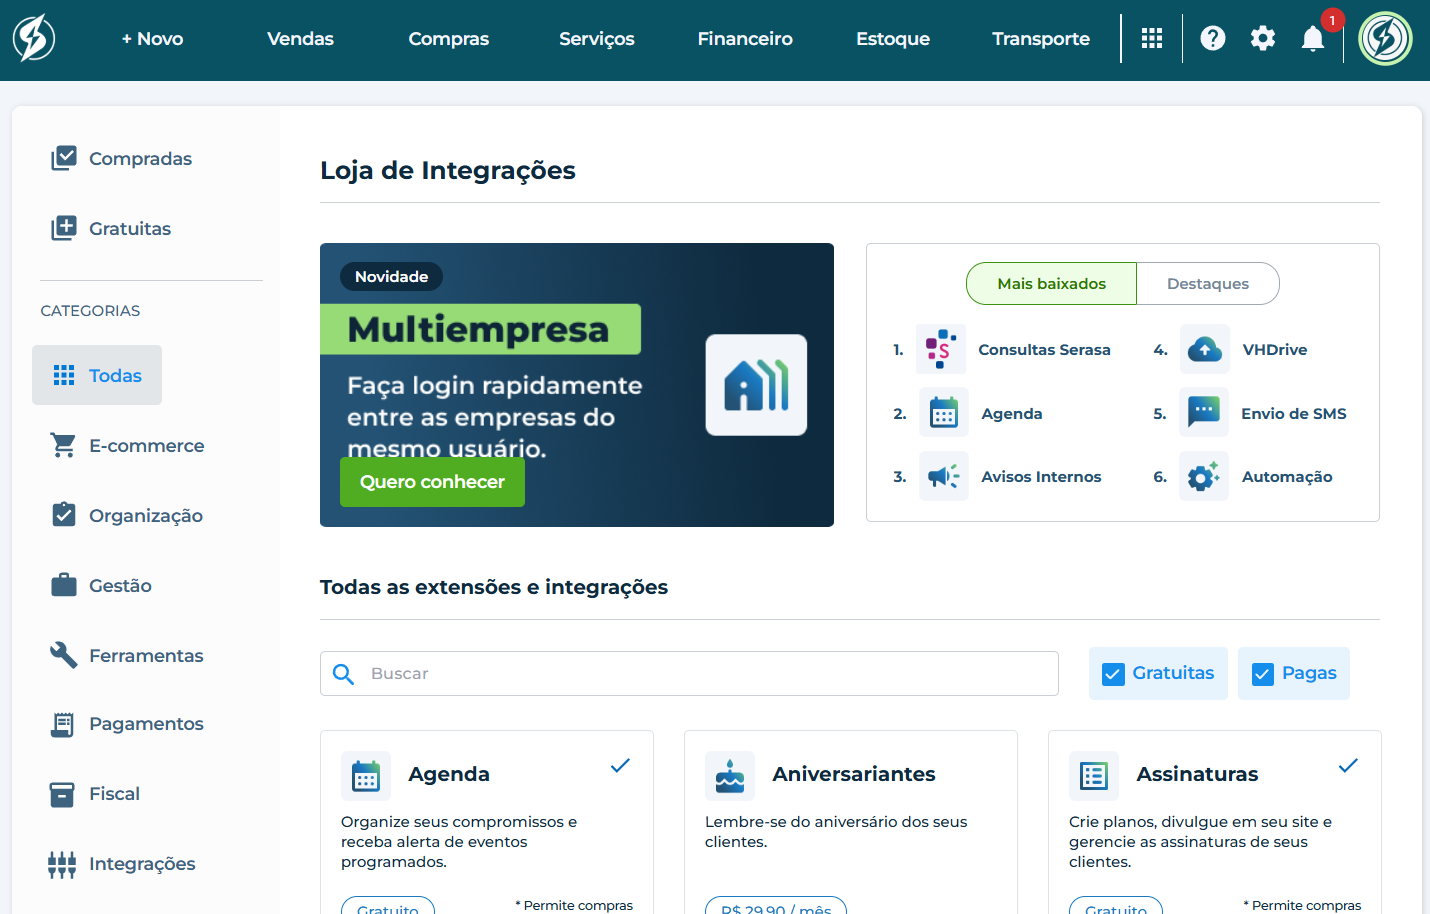 + Novo
Vendas
Compras
Serviços
Financeiro
Estoque
Transporte
1
Compradas
Gratuitas
CATEGORIAS
Todas
E-commerce
Organização
Gestão
Ferramentas
Pagamentos
Fiscal
Integrações
Loja de Integrações
Novidade
Multiempresa
Faça login rapidamente
entre as empresas do
mesmo usuário.
Quero conhecer
Mais baixados
Destaques
1. Consultas Serasa
2. Agenda
3. Avisos Internos
4. VHDrive
5. Envio de SMS
6. Automação
Todas as extensões e integrações
Buscar
Gratuitas
Pagas
Agenda
Organize seus compromissos e
receba alerta de eventos
programados.
Gratuito
* Permite compras
Aniversariantes
Lembre-se do aniversário dos seus
clientes.
R$ 29,90 / mês
Assinaturas
Crie planos, divulgue em seu site e
gerencie as assinaturas de seus
clientes.
Gratuito
* Permite compras